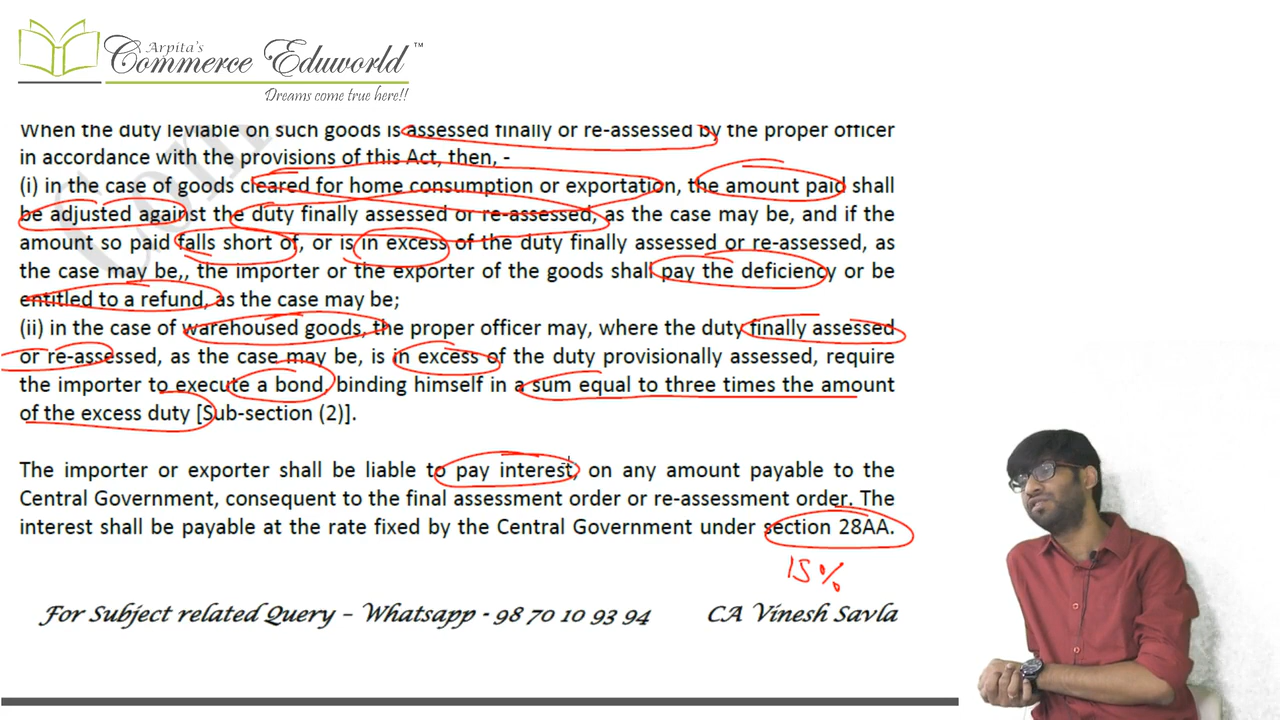 Arpita's
Commerce Eduworld™
Dreams come true here!!
When the duty leviable on such goods is assessed finally or re-assessed by the proper officer
in accordance with the provisions of this Act, then, -
(i) in the case of goods cleared for home consumption or exportation, the amount paid shall
be adjusted against the duty finally assessed or re-assessed, as the case may be, and if the
amount so paid falls short of, or is in excess of the duty finally assessed or re-assessed, as
the case may be,, the importer or the exporter of the goods shall pay the deficiency or be
entitled to a refund, as the case may be;
(ii) in the case of warehoused goods, the proper officer may, where the duty finally assessed
or re-assessed, as the case may be, is in excess of the duty provisionally assessed, require
the importer to execute a bond, binding himself in a sum equal to three times the amount
of the excess duty [Sub-section (2)].
The importer or exporter shall be liable to pay interest, on any amount payable to the
Central Government, consequent to the final assessment order or re-assessment order. The
interest shall be payable at the rate fixed by the Central Government under section 28AA.
15%
For Subject related Query – Whatsapp - 98 70 10 93 94 CA Vinesh Savla
Com